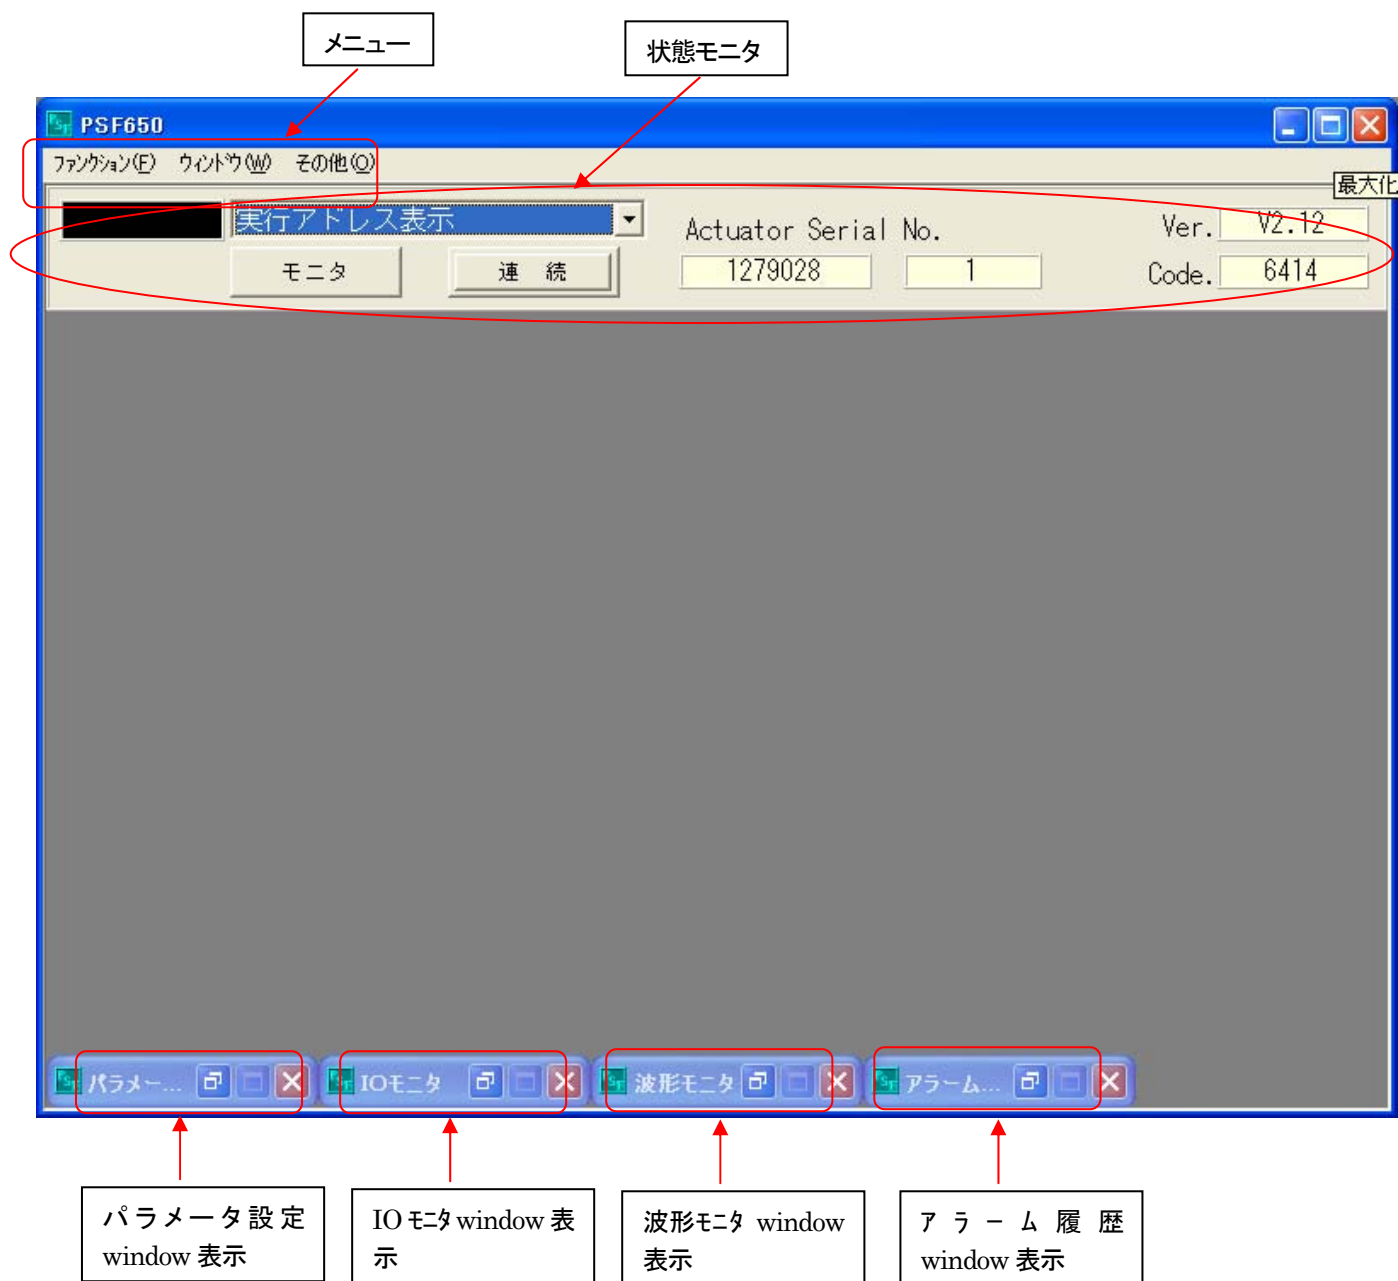 メニュー
状態モニタ
PSF650
ファンクション(F) ウィンドウ(W) その他(O)
最大化
実行アドレス表示
Actuator Serial No.
Ver. V2.12
モニタ 連 続 1279028 1 Code. 6414
パラメー... IOモニタ 波形モニタ アラーム...
パラメータ設定
window 表示
IO モニタ window 表
示
波形モニタ window
表示
アラーム履歴
window 表示